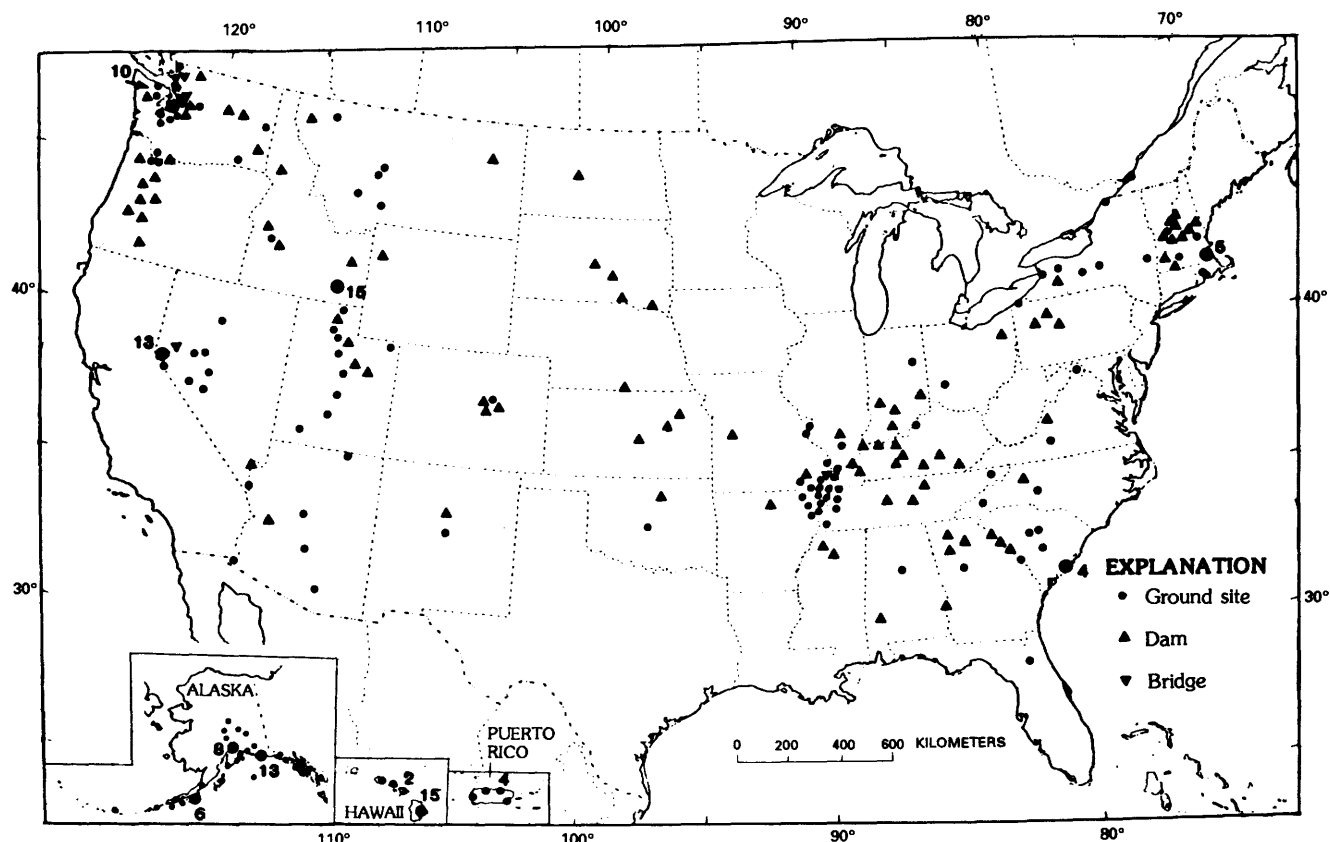 120° 110° 100° 90° 80° 70°
10
5
15
40° 40°
13
30° 4 EXPLANATION 30°
Ground site
Dam
Bridge
ALASKA
PUERTO
RICO
0 200 400 600 KILOMETERS
8
13
2 4
15
HAWAII
6
110° 100° 90° 80°